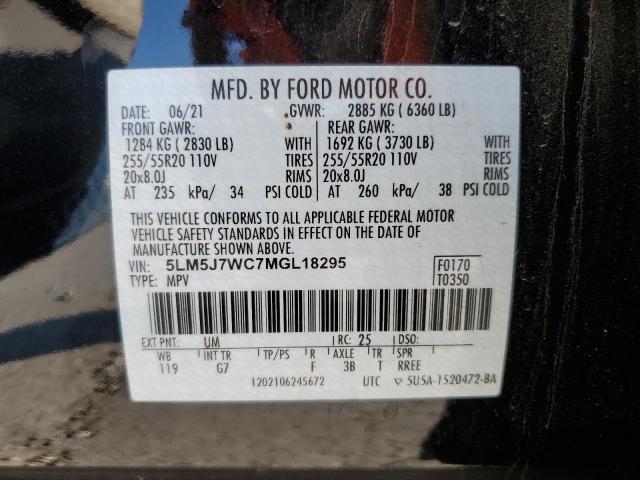 MFD. BY FORD MOTOR CO.
DATE: 06/21 GVWR: 2885 KG ( 6360 LB)
FRONT GAWR: REAR GAWR:
1284 KG ( 2830 LB) WITH 1692 KG ( 3730 LB) WITH
255/55R20 110V TIRES 255/55R20 110V TIRES
20x8.0J RIMS 20x8.0J RIMS
AT 235 kPa/ 34 PSI COLD AT 260 kPa/ 38 PSI COLD
THIS VEHICLE CONFORMS TO ALL APPLICABLE FEDERAL MOTOR
VEHICLE SAFETY STANDARDS IN EFFECT ON THE DATE OF
MANUFACTURE SHOWN ABOVE.
VIN: 5LM5J7WC7MGL18295 F0170
TYPE: MPV T0350
EXT PNT: UM RC: 25 DSO:
WB INT TR TP/PS R AXLE TR SPR
119 G7 F 3B T RREE
1202106245672 UTC ▽ 5U5A-1520472-BA